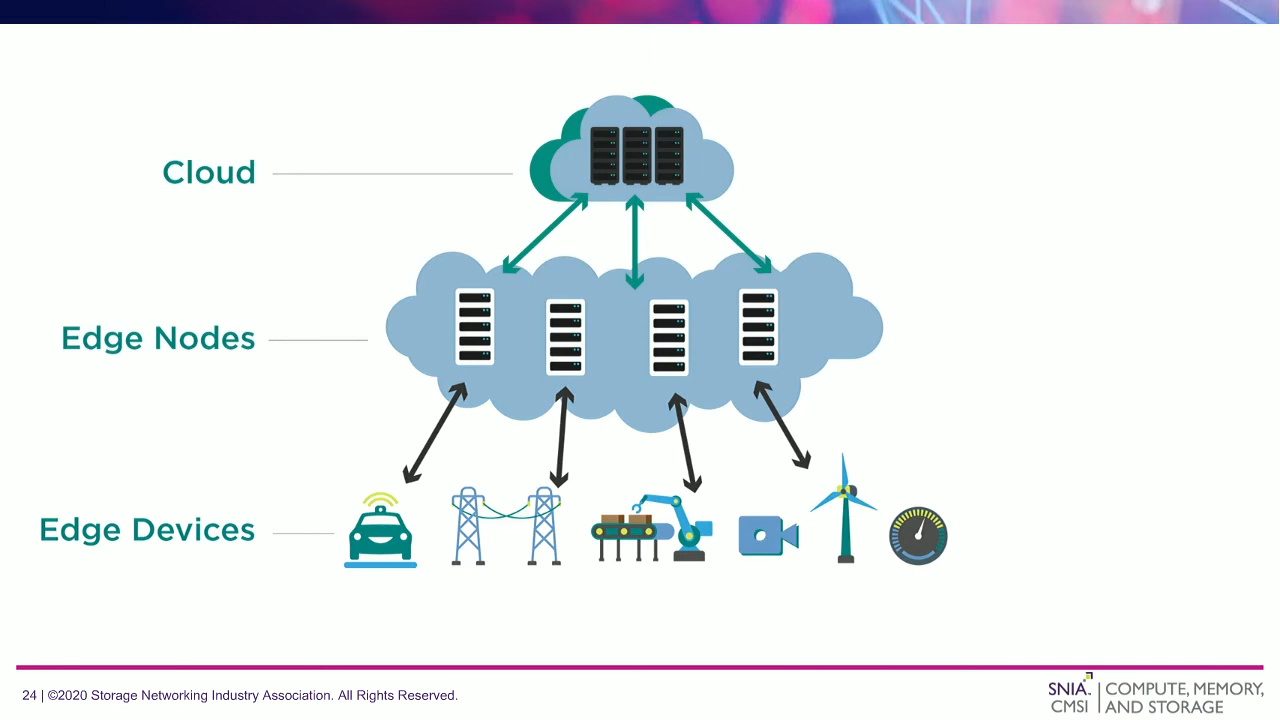 Cloud
Edge Nodes
Edge Devices
24 | ©2020 Storage Networking Industry Association. All Rights Reserved.
SNIA. | COMPUTE, MEMORY,
CMSI | AND STORAGE